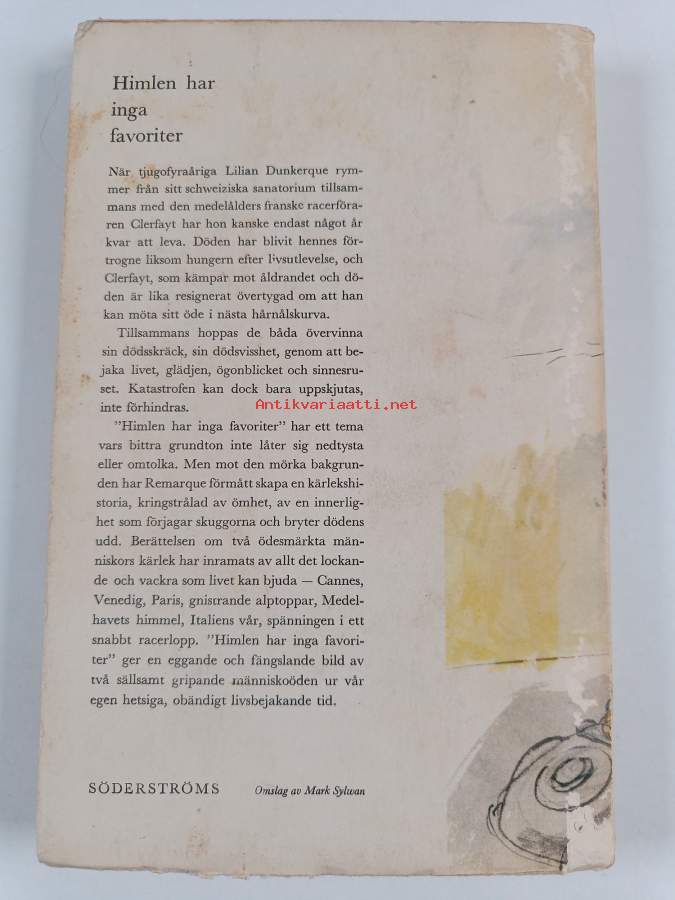 Himlen har
inga
favoriter
När tjugofyraåriga Lilian Dunkerque rym-
mer från sitt schweiziska sanatorium tillsam-
mans med den medelålders franske racerföra-
ren Clerfayt har hon kanske endast något år
kvar att leva. Döden har blivit hennes för-
trogne liksom hungern efter livsutlevelse, och
Clerfayt, som kämpar mot åldrandet och dö-
den är lika resignerat övertygad om att han
kan möta sitt öde i nästa hårnålskurva.
Tillsammans hoppas de båda övervinna
sin dödsskräck, sin dödsvisshet, genom att be-
jaka livet, glädjen, ögonblicket och sinnesru-
set. Katastrofen kan dock bara uppskjutas,
inte förhindras.
Antikvariaatti.net
”Himlen har inga favoriter” har ett tema
vars bittra grundton inte låter sig nedtysta
eller omtolka. Men mot den mörka bakgrun-
den har Remarque förmått skapa en kärlekshi-
storia, kringstrålad av ömhet, av en innerlig-
het som förjagar skuggorna och bryter dödens
udd. Berättelsen om två ödesmärkta män-
niskors kärlek har inramats av allt det lockan-
de och vackra som livet kan bjuda — Cannes,
Venedig, Paris, gnistrande alptoppar, Medel-
havets himmel, Italiens vår, spänningen i ett
snabbt racerlopp. ”Himlen har inga favori-
ter” ger en eggande och fängslande bild av
två sällsamt gripande människoöden ur vår
egen hetsiga, obändigt livsbejakande tid.
SÖDERSTRÖMS Omslag av Mark Sylwan